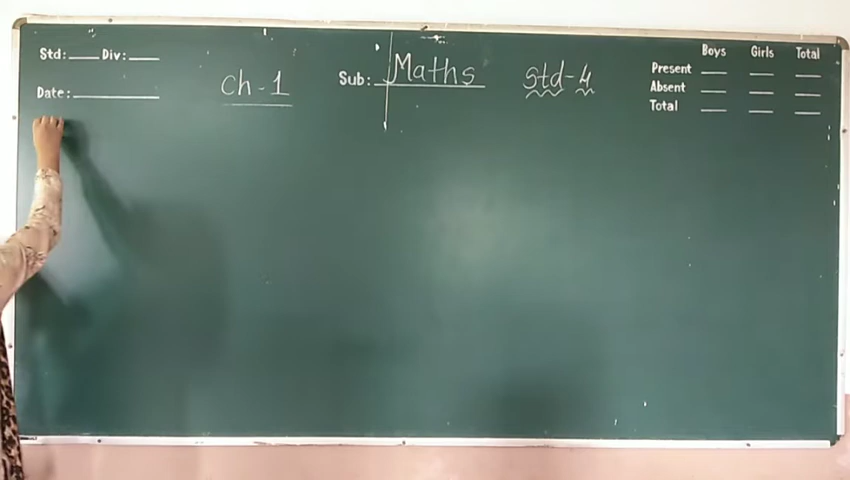 Std: Div: Ch-1 Sub: Maths Std-4 Boys Girls Total
Present
Date: Absent
Total